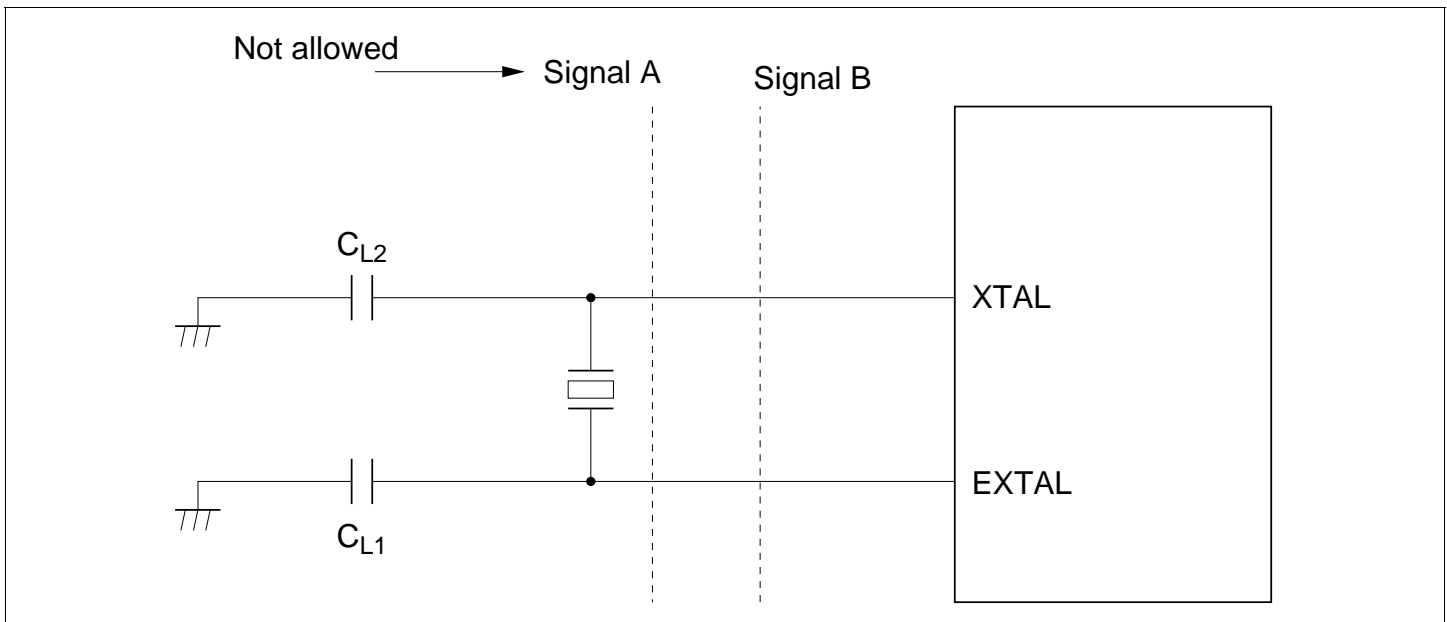 Not allowed
Signal A
Signal B
CL2
XTAL
EXTAL
CL1